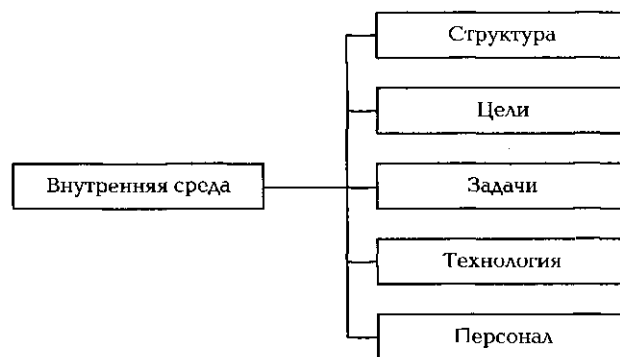 Структура
Цели
Внутренняя среда
Задачи
Технология
Персонал